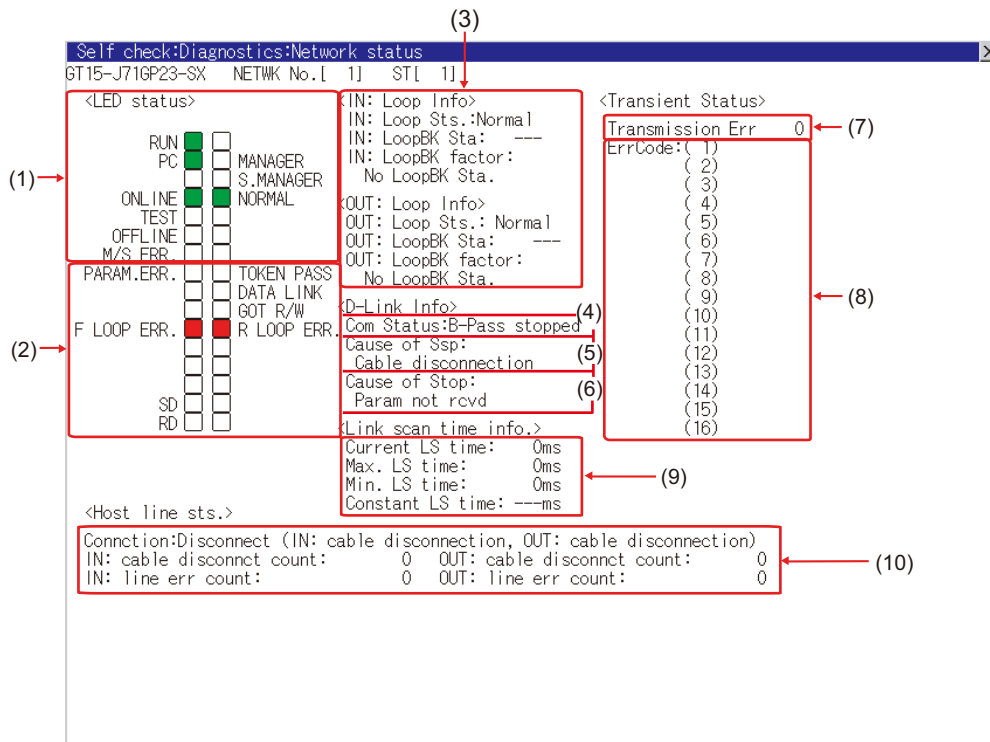 (3)
Self check:Diagnostics:Network status
GT15-J71GP23-SX NETWK No.[ 1] ST[ 1]
<LED status>
RUN
PC MANAGER
S.MANAGER
ONLINE NORMAL
TEST
OFFLINE
M/S ERR.
(1)
PARAM.ERR. TOKEN PASS
DATA LINK
GOT R/W
F LOOP ERR. R LOOP ERR.
SD
RD
(2)
<IN: Loop Info>
IN: Loop Sts.:Normal
IN: LoopBK Sta: ---
IN: LoopBK factor:
No LoopBK Sta.
<OUT: Loop Info>
OUT: Loop Sts.: Normal
OUT: LoopBK Sta: ---
OUT: LoopBK factor:
No LoopBK Sta.
<D-Link Info>
(4)
Com Status:B-Pass stopped
Cause of Ssp:
(5)
Cable disconnection
Cause of Stop:
(6)
Param not rcvd
<Link scan time info.>
Current LS time: 0ms
Max. LS time: 0ms
Min. LS time: 0ms
Constant LS time: ---ms
(9)
<Transient Status>
Transmission Err 0
(7)
ErrCode:( 1)
( 2)
( 3)
( 4)
( 5)
( 6)
( 7)
( 8)
( 9)
(10)
(11)
(12)
(13)
(14)
(15)
(16)
(8)
<Host line sts.>
Connction:Disconnect (IN: cable disconnection, OUT: cable disconnection)
IN: cable disconnct count: 0 OUT: cable disconnct count: 0
IN: line err count: 0 OUT: line err count: 0
(10)